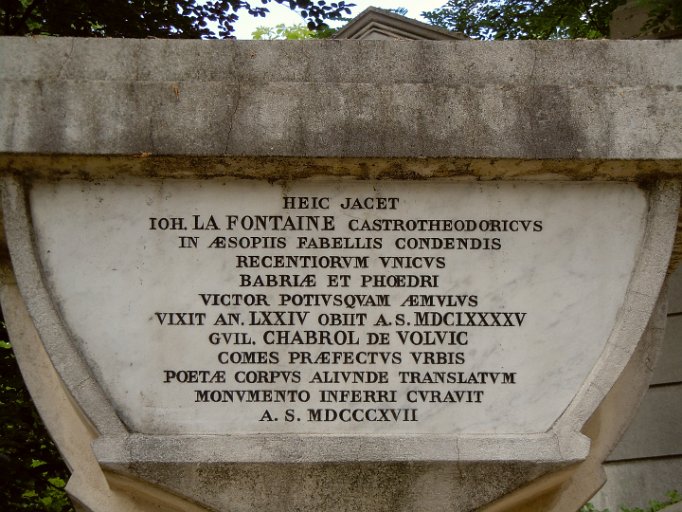 HEIC JACET
IOH. LA FONTAINE CASTROTHEODORICVS
IN ÆSOPIIS FABELLIS CONDENDIS
RECENTIORVM VNICVS
BABRIÆ ET PHŒDRI
VICTOR POTIVSQVAM ÆMVLVS
VIXIT AN. LXXIV OBIIT A.S. MDCLXXXXV
GVIL. CHABROL DE VOLVIC
COMES PRÆFECTVS VRBIS
POETÆ CORPVS ALIVNDE TRANSLATVM
MONVMENTO INFERRI CVRAVIT
A. S. MDCCCXVII